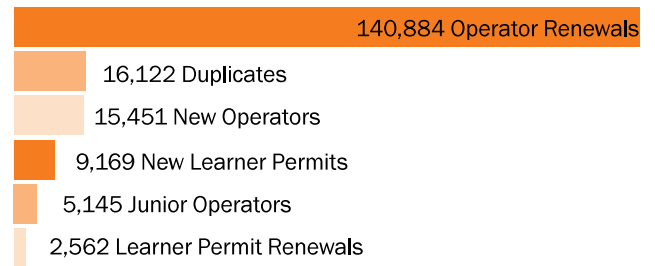 140,884 Operator Renewals
16,122 Duplicates
15,451 New Operators
9,169 New Learner Permits
5,145 Junior Operators
2,562 Learner Permit Renewals